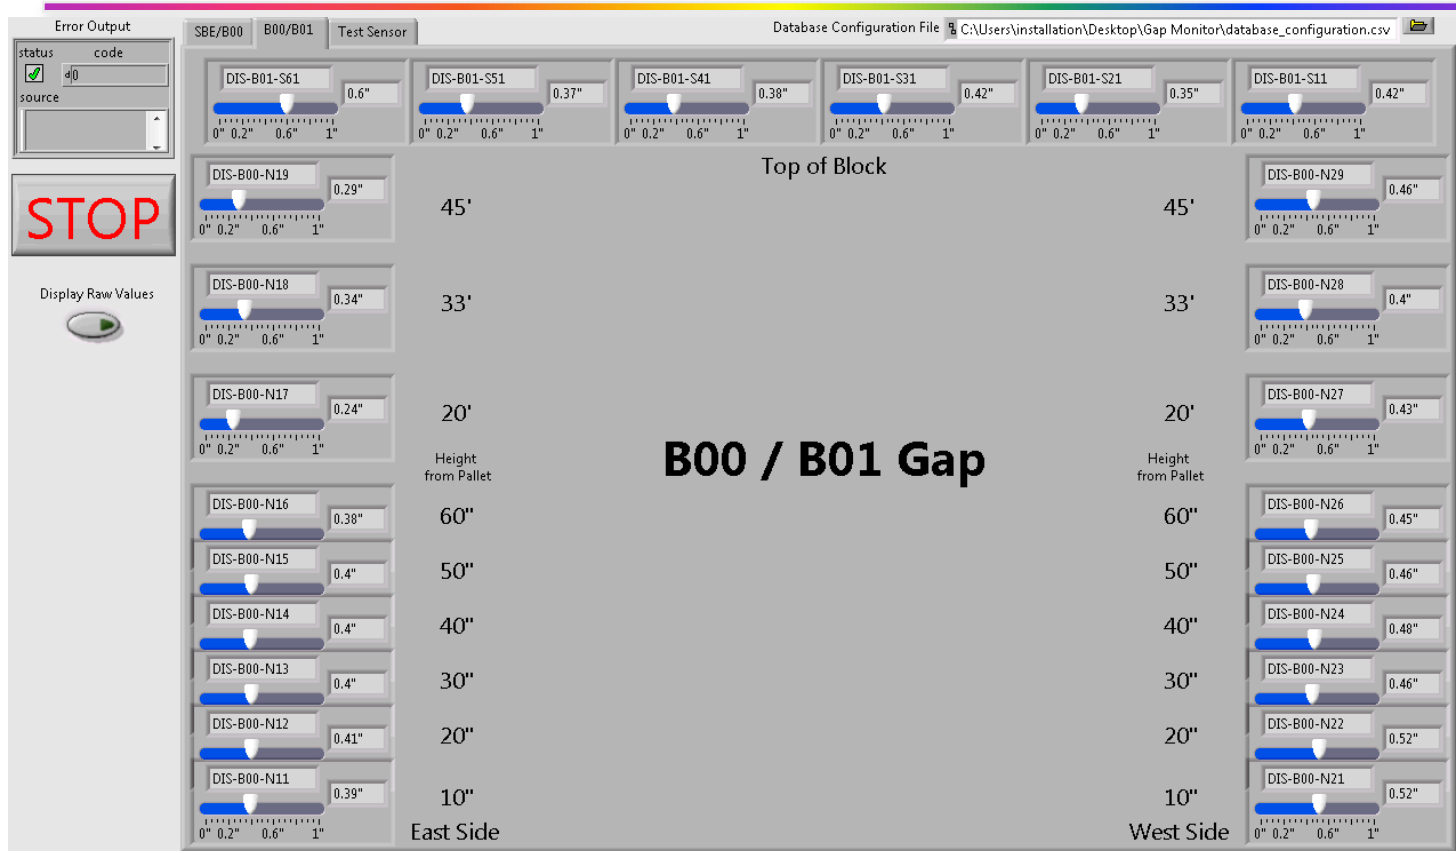 Error Output
status code
d 0
source
STOP
Display Raw Values
SBE/B00 B00/B01 Test Sensor
Database Configuration File C:\Users\installation\Desktop\Gap Monitor\database_configuration.csv
DIS-B01-S61 0.6"
0" 0.2" 0.6" 1"
DIS-B01-S51 0.37"
0" 0.2" 0.6" 1"
DIS-B01-S41 0.38"
0" 0.2" 0.6" 1"
DIS-B01-S31 0.42"
0" 0.2" 0.6" 1"
DIS-B01-S21 0.35"
0" 0.2" 0.6" 1"
DIS-B01-S11 0.42"
0" 0.2" 0.6" 1"
Top of Block
DIS-B00-N19 0.29"
0" 0.2" 0.6" 1"
45'
DIS-B00-N18 0.34"
0" 0.2" 0.6" 1"
33'
DIS-B00-N17 0.24"
0" 0.2" 0.6" 1"
20'
Height
from Pallet
DIS-B00-N16 0.38"
60"
DIS-B00-N15 0.4"
50"
DIS-B00-N14 0.4"
40"
DIS-B00-N13 0.4"
30"
DIS-B00-N12 0.41"
20"
DIS-B00-N11 0.39"
0" 0.2" 0.6" 1"
10"
East Side
B00 / B01 Gap
45'
DIS-B00-N29 0.46"
0" 0.2" 0.6" 1"
33'
DIS-B00-N28 0.4"
0" 0.2" 0.6" 1"
20'
DIS-B00-N27 0.43"
0" 0.2" 0.6" 1"
Height
from Pallet
60"
DIS-B00-N26 0.45"
50"
DIS-B00-N25 0.46"
40"
DIS-B00-N24 0.48"
30"
DIS-B00-N23 0.46"
20"
DIS-B00-N22 0.52"
10"
DIS-B00-N21 0.52"
0" 0.2" 0.6" 1"
West Side